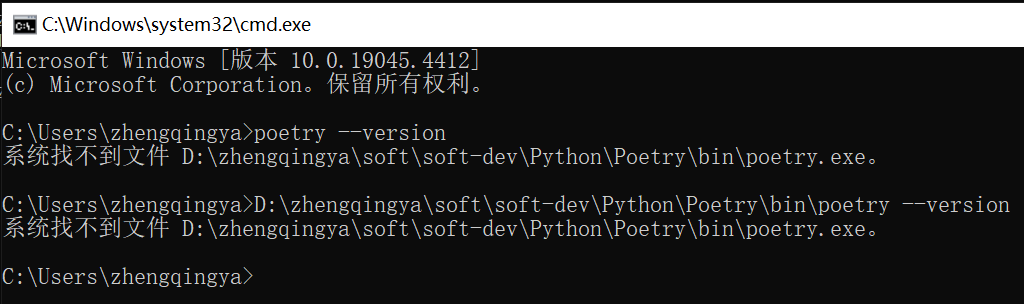 C:\Windows\system32\cmd.exe
Microsoft Windows [版本 10.0.19045.4412]
(c) Microsoft Corporation。保留所有权利。
C:\Users\zhengqingya>poetry --version
系统找不到文件 D:\zhengqingya\soft\soft-dev\Python\Poetry\bin\poetry.exe。
C:\Users\zhengqingya>D:\zhengqingya\soft\soft-dev\Python\Poetry\bin\poetry --version
系统找不到文件 D:\zhengqingya\soft\soft-dev\Python\Poetry\bin\poetry.exe。
C:\Users\zhengqingya>